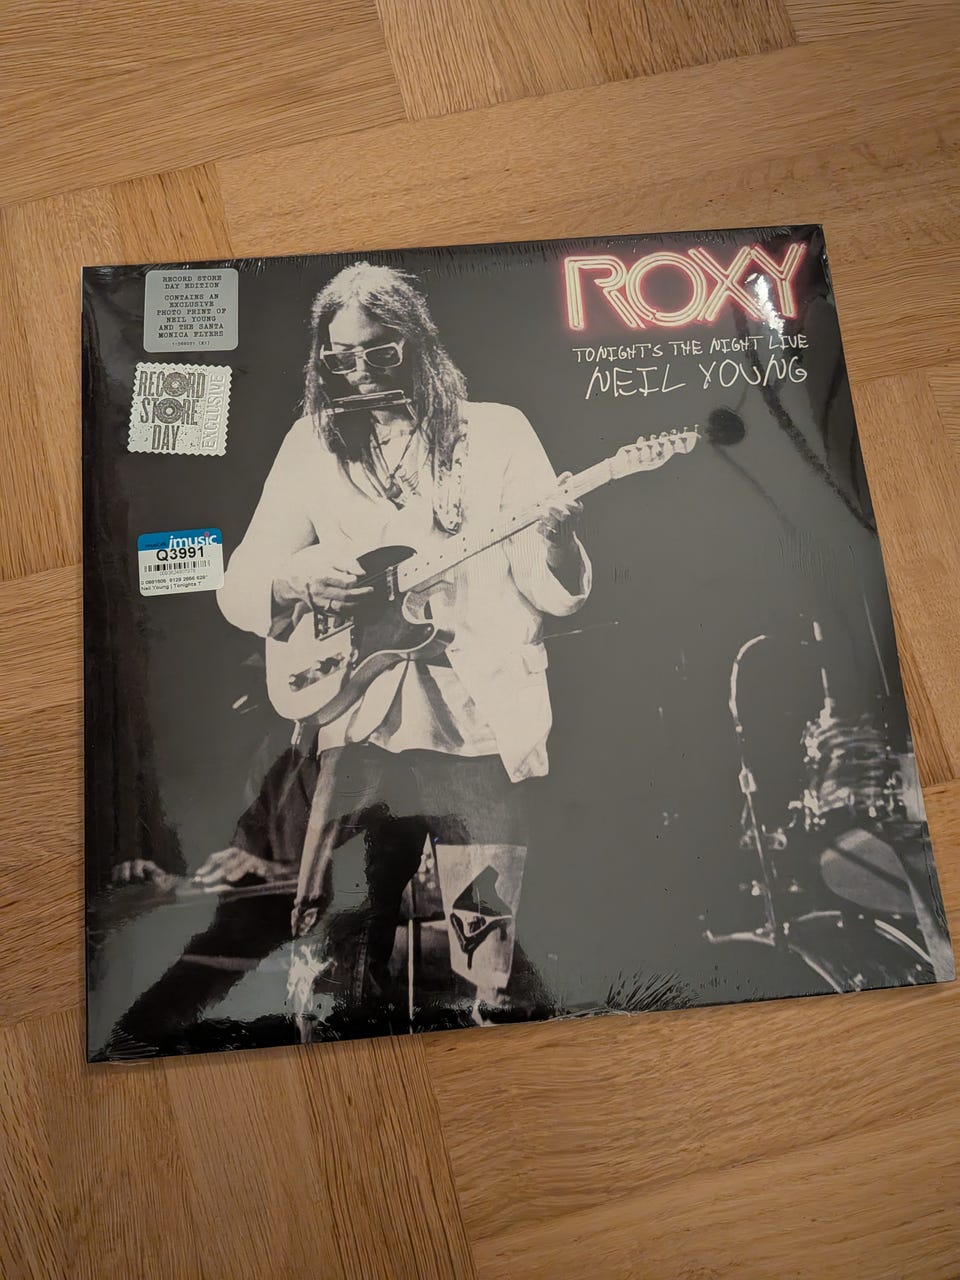 RECORD STORE
DAY EDITION
CONTAINS AN
EXCLUSIVE
PHOTO PRINT OF
NEIL YOUNG
AND THE SANTA
MONICA FLYERS
RECORD
STORE
DAY
EXCLUSIVE
imusic
Q3991
Neil Young | Tonights T
ROXY
TONIGHT'S THE NIGHT LIVE
NEIL YOUNG